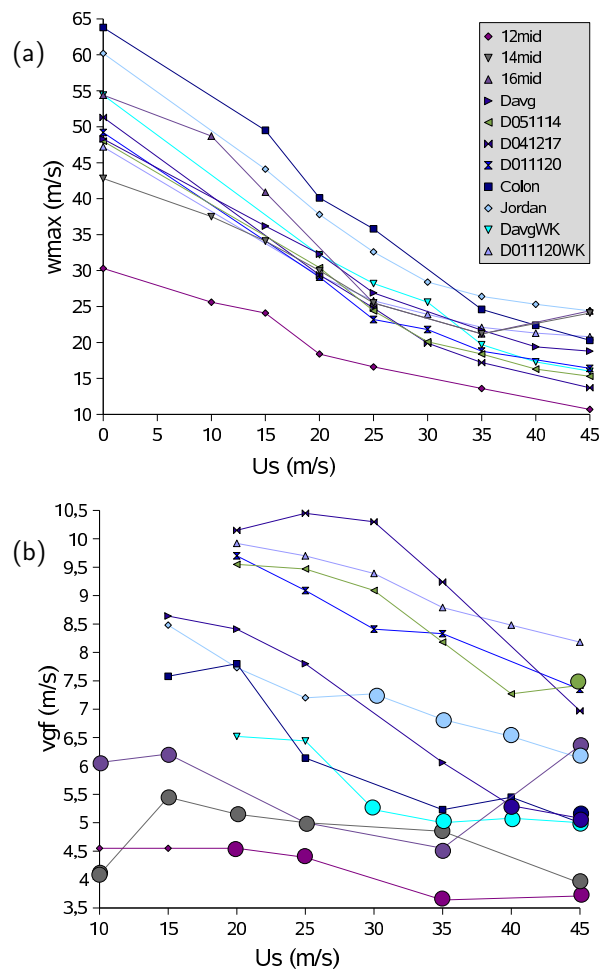 (a)
wmax (m/s)
65
60
55
50
45
40
35
30
25
20
15
10
0 5 10 15 20 25 30 35 40 45
Us (m/s)
12mid
14mid
16mid
Davg
D051114
D041217
D011120
Colon
Jordan
DavgWK
D011120WK
(b)
vgf (m/s)
10,5
10
9,5
9
8,5
8
7,5
7
6,5
6
5,5
5
4,5
4
3,5
10 15 20 25 30 35 40 45
Us (m/s)